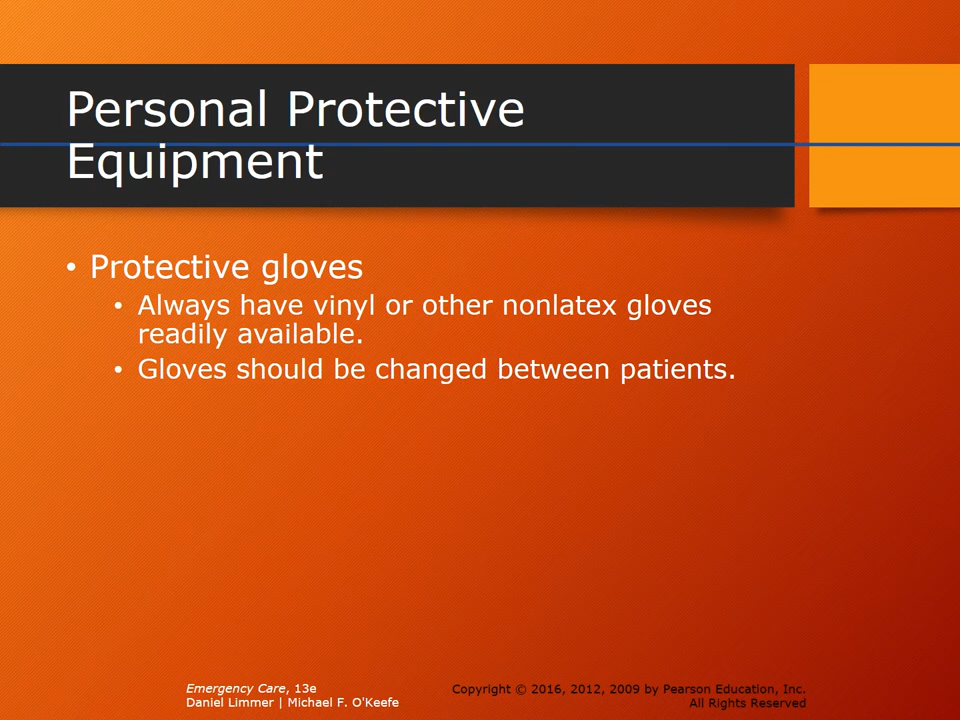 Personal Protective
Equipment
• Protective gloves
• Always have vinyl or other nonlatex gloves
readily available.
• Gloves should be changed between patients.
Emergency Care, 13e
Daniel Limmer | Michael F. O'Keefe
Copyright © 2016, 2012, 2009 by Pearson Education, Inc.
All Rights Reserved